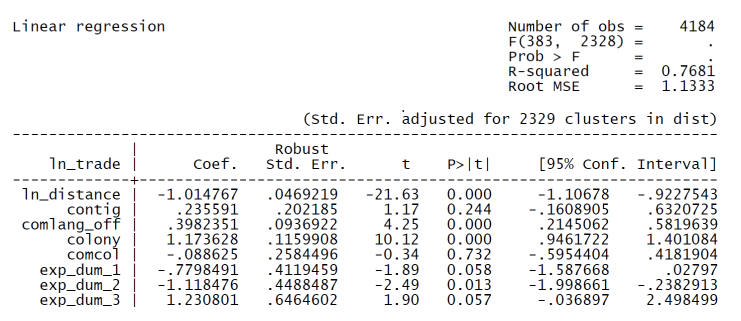 Linear regression Number of obs = 4184
F(383, 2328) = .
Prob > F = .
R-squared = 0.7681
Root MSE = 1.1333
(Std. Err. adjusted for 2329 clusters in dist)
Robust
ln_trade | Coef. Std. Err. t P>|t| [95% Conf. Interval]
ln_distance | -1.014767 .0469219 -21.63 0.000 -1.10678 -.9227543
contig | .235591 .202185 1.17 0.244 -.1608905 .6320725
comlang_off | .3982351 .0936922 4.25 0.000 .2145062 .5819639
colony | 1.173628 .1159908 10.12 0.000 .9461722 1.401084
comcol | -.088625 .2584496 -0.34 0.732 -.5954404 .4181904
exp_dum_1 | -.7798491 .4119459 -1.89 0.058 -1.587668 .02797
exp_dum_2 | -1.118476 .4488487 -2.49 0.013 -1.998661 -.2382913
exp_dum_3 | 1.230801 .6464602 1.90 0.057 -.036897 2.498499